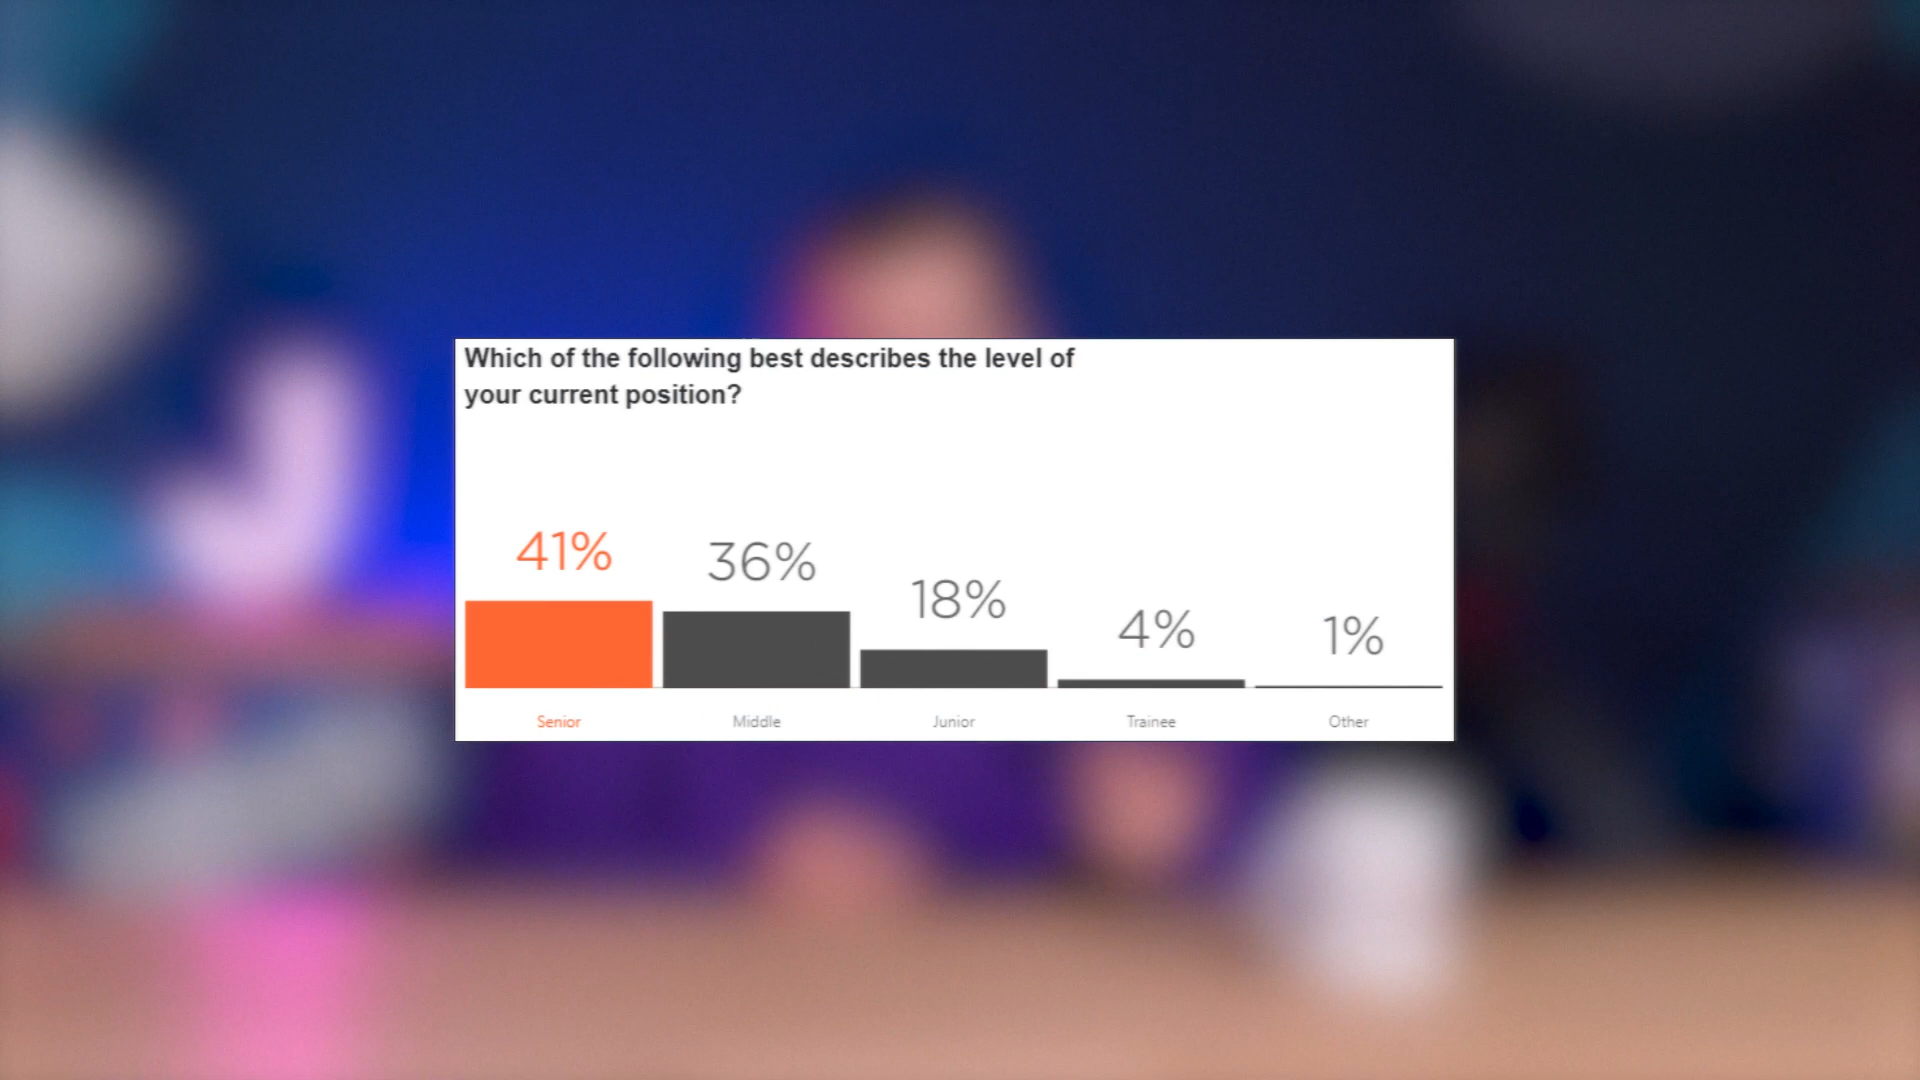 Which of the following best describes the level of
your current position?
41%
36%
18%
4%
1%
Senior
Middle
Junior
Trainee
Other